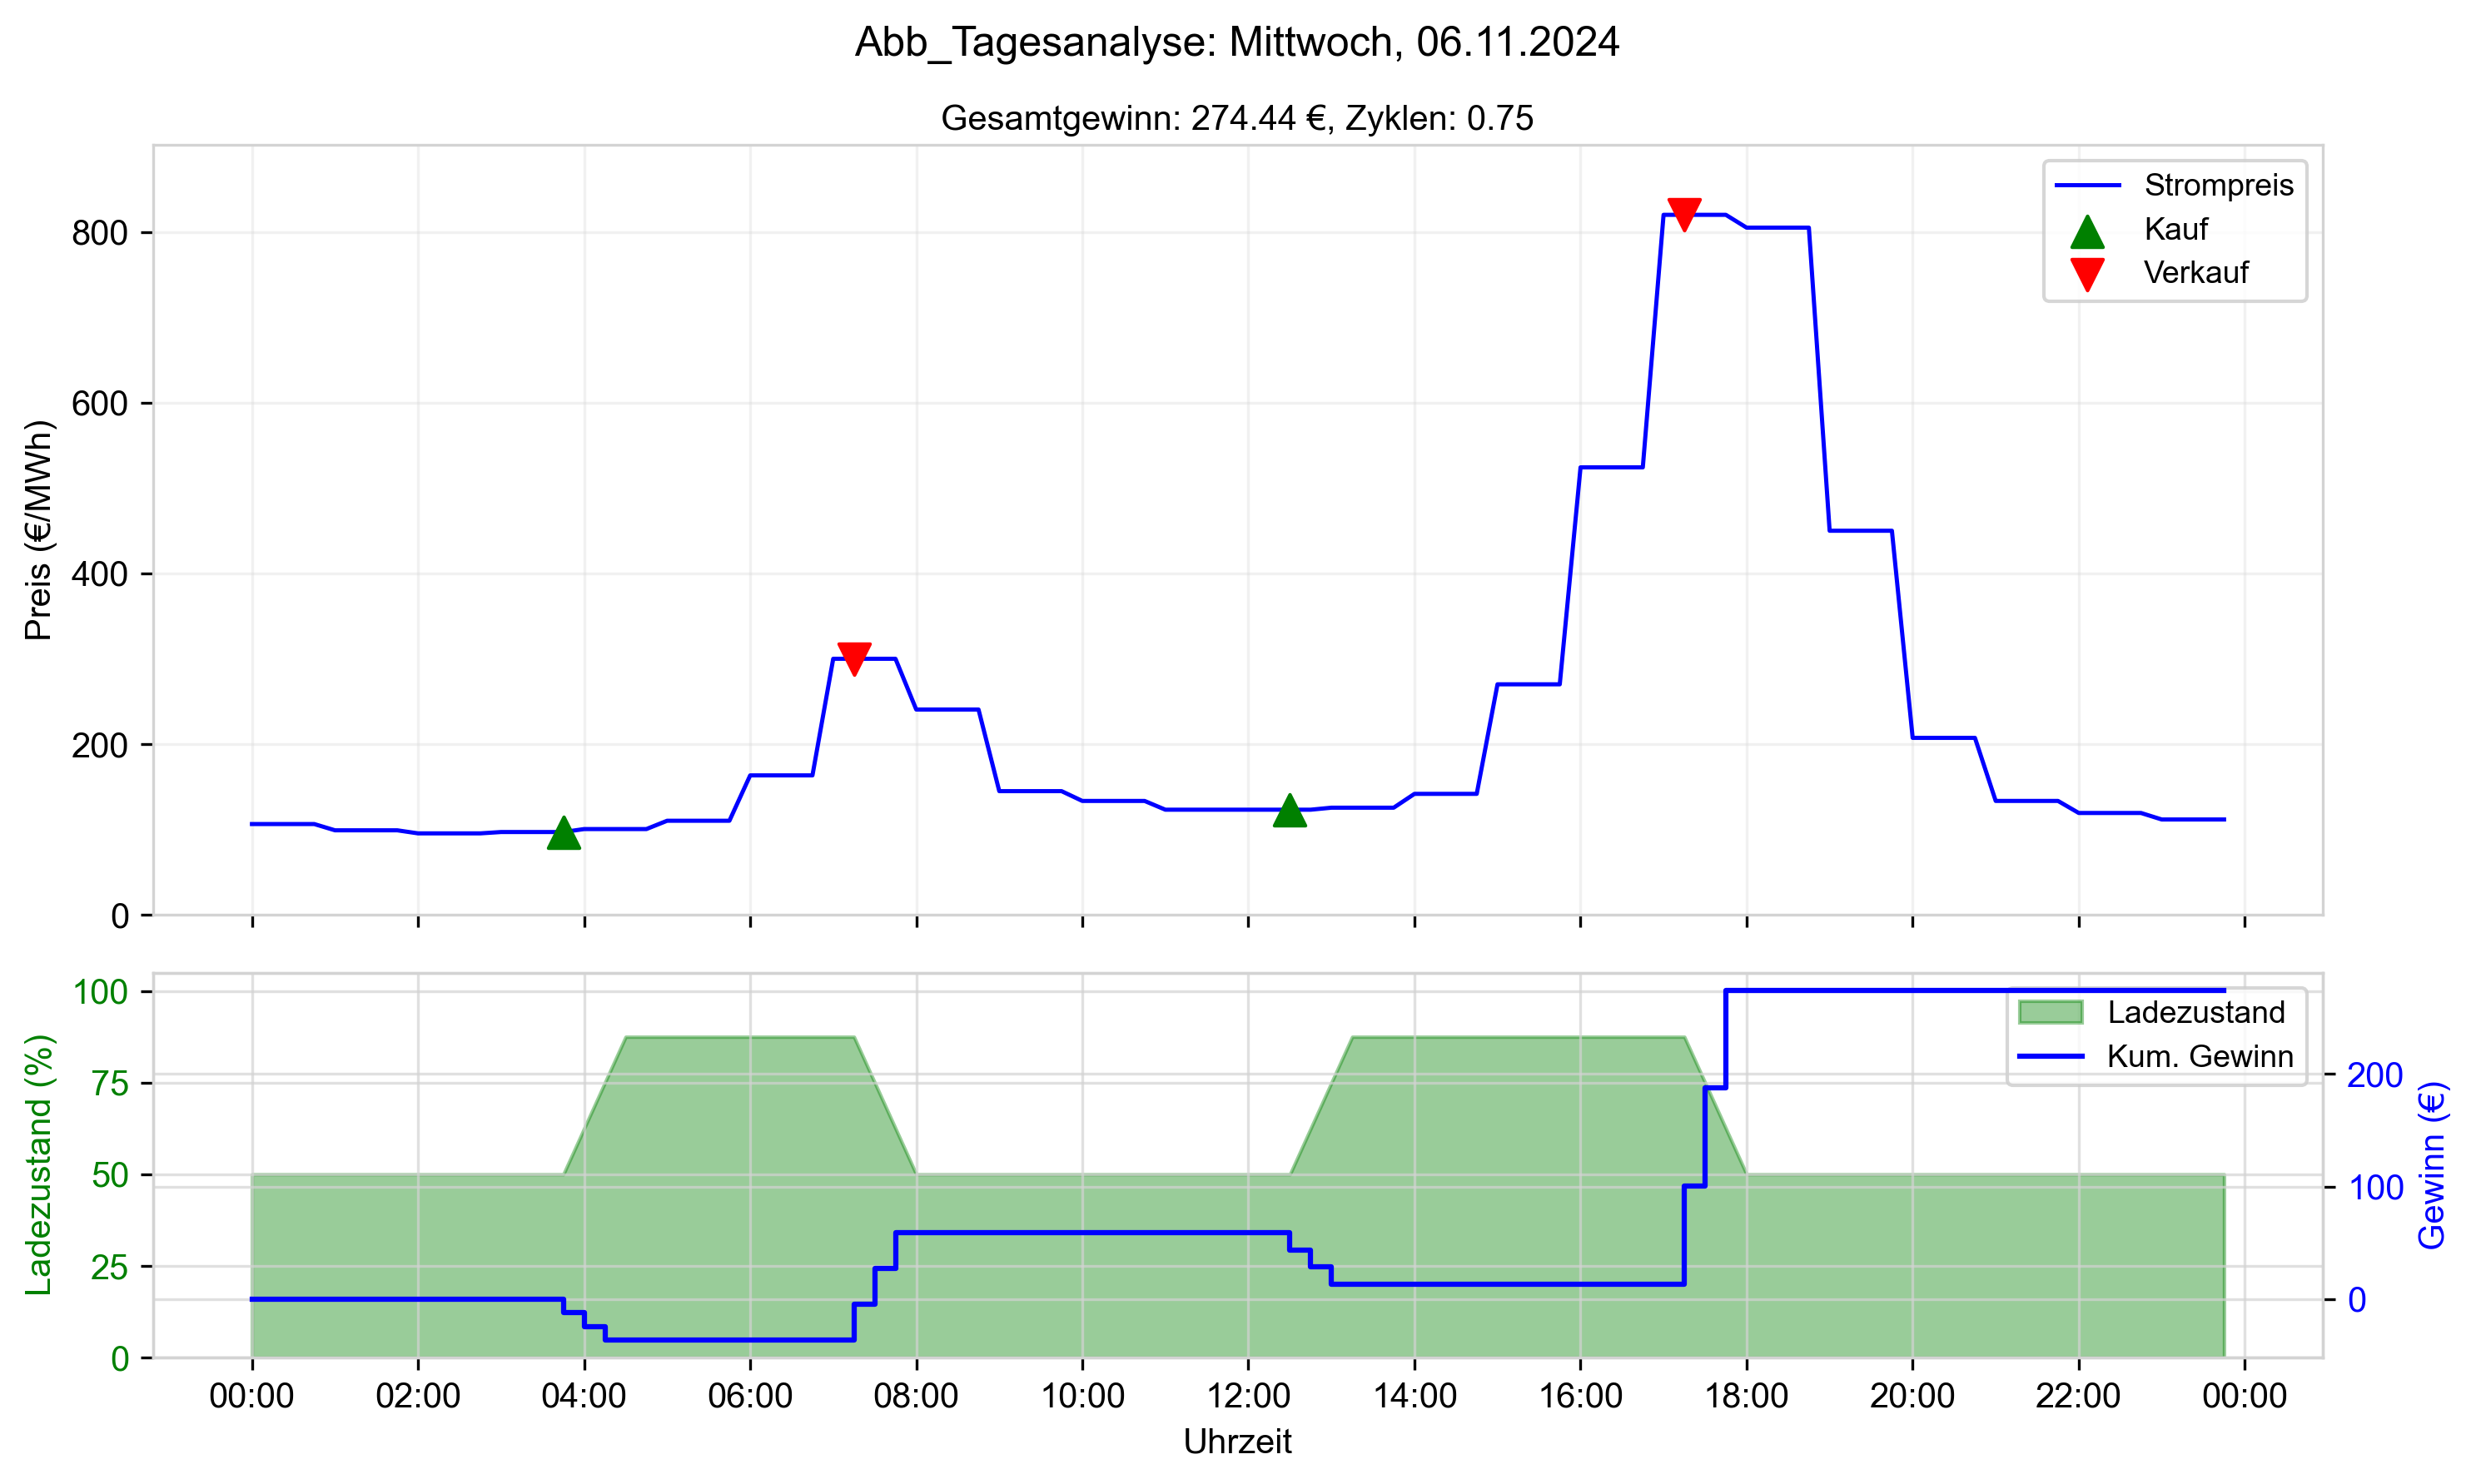 Abb_Tagesanalyse: Mittwoch, 06.11.2024
Gesamtgewinn: 274.44 €, Zyklen: 0.75
Preis (€/MWh)
800
600
400
200
0
Strompreis
Kauf
Verkauf
Ladezustand (%)
100
75
50
25
0
Ladezustand
Kum. Gewinn
200
100
0
Gewinn (€)
00:00 02:00 04:00 06:00 08:00 10:00 12:00 14:00 16:00 18:00 20:00 22:00 00:00
Uhrzeit